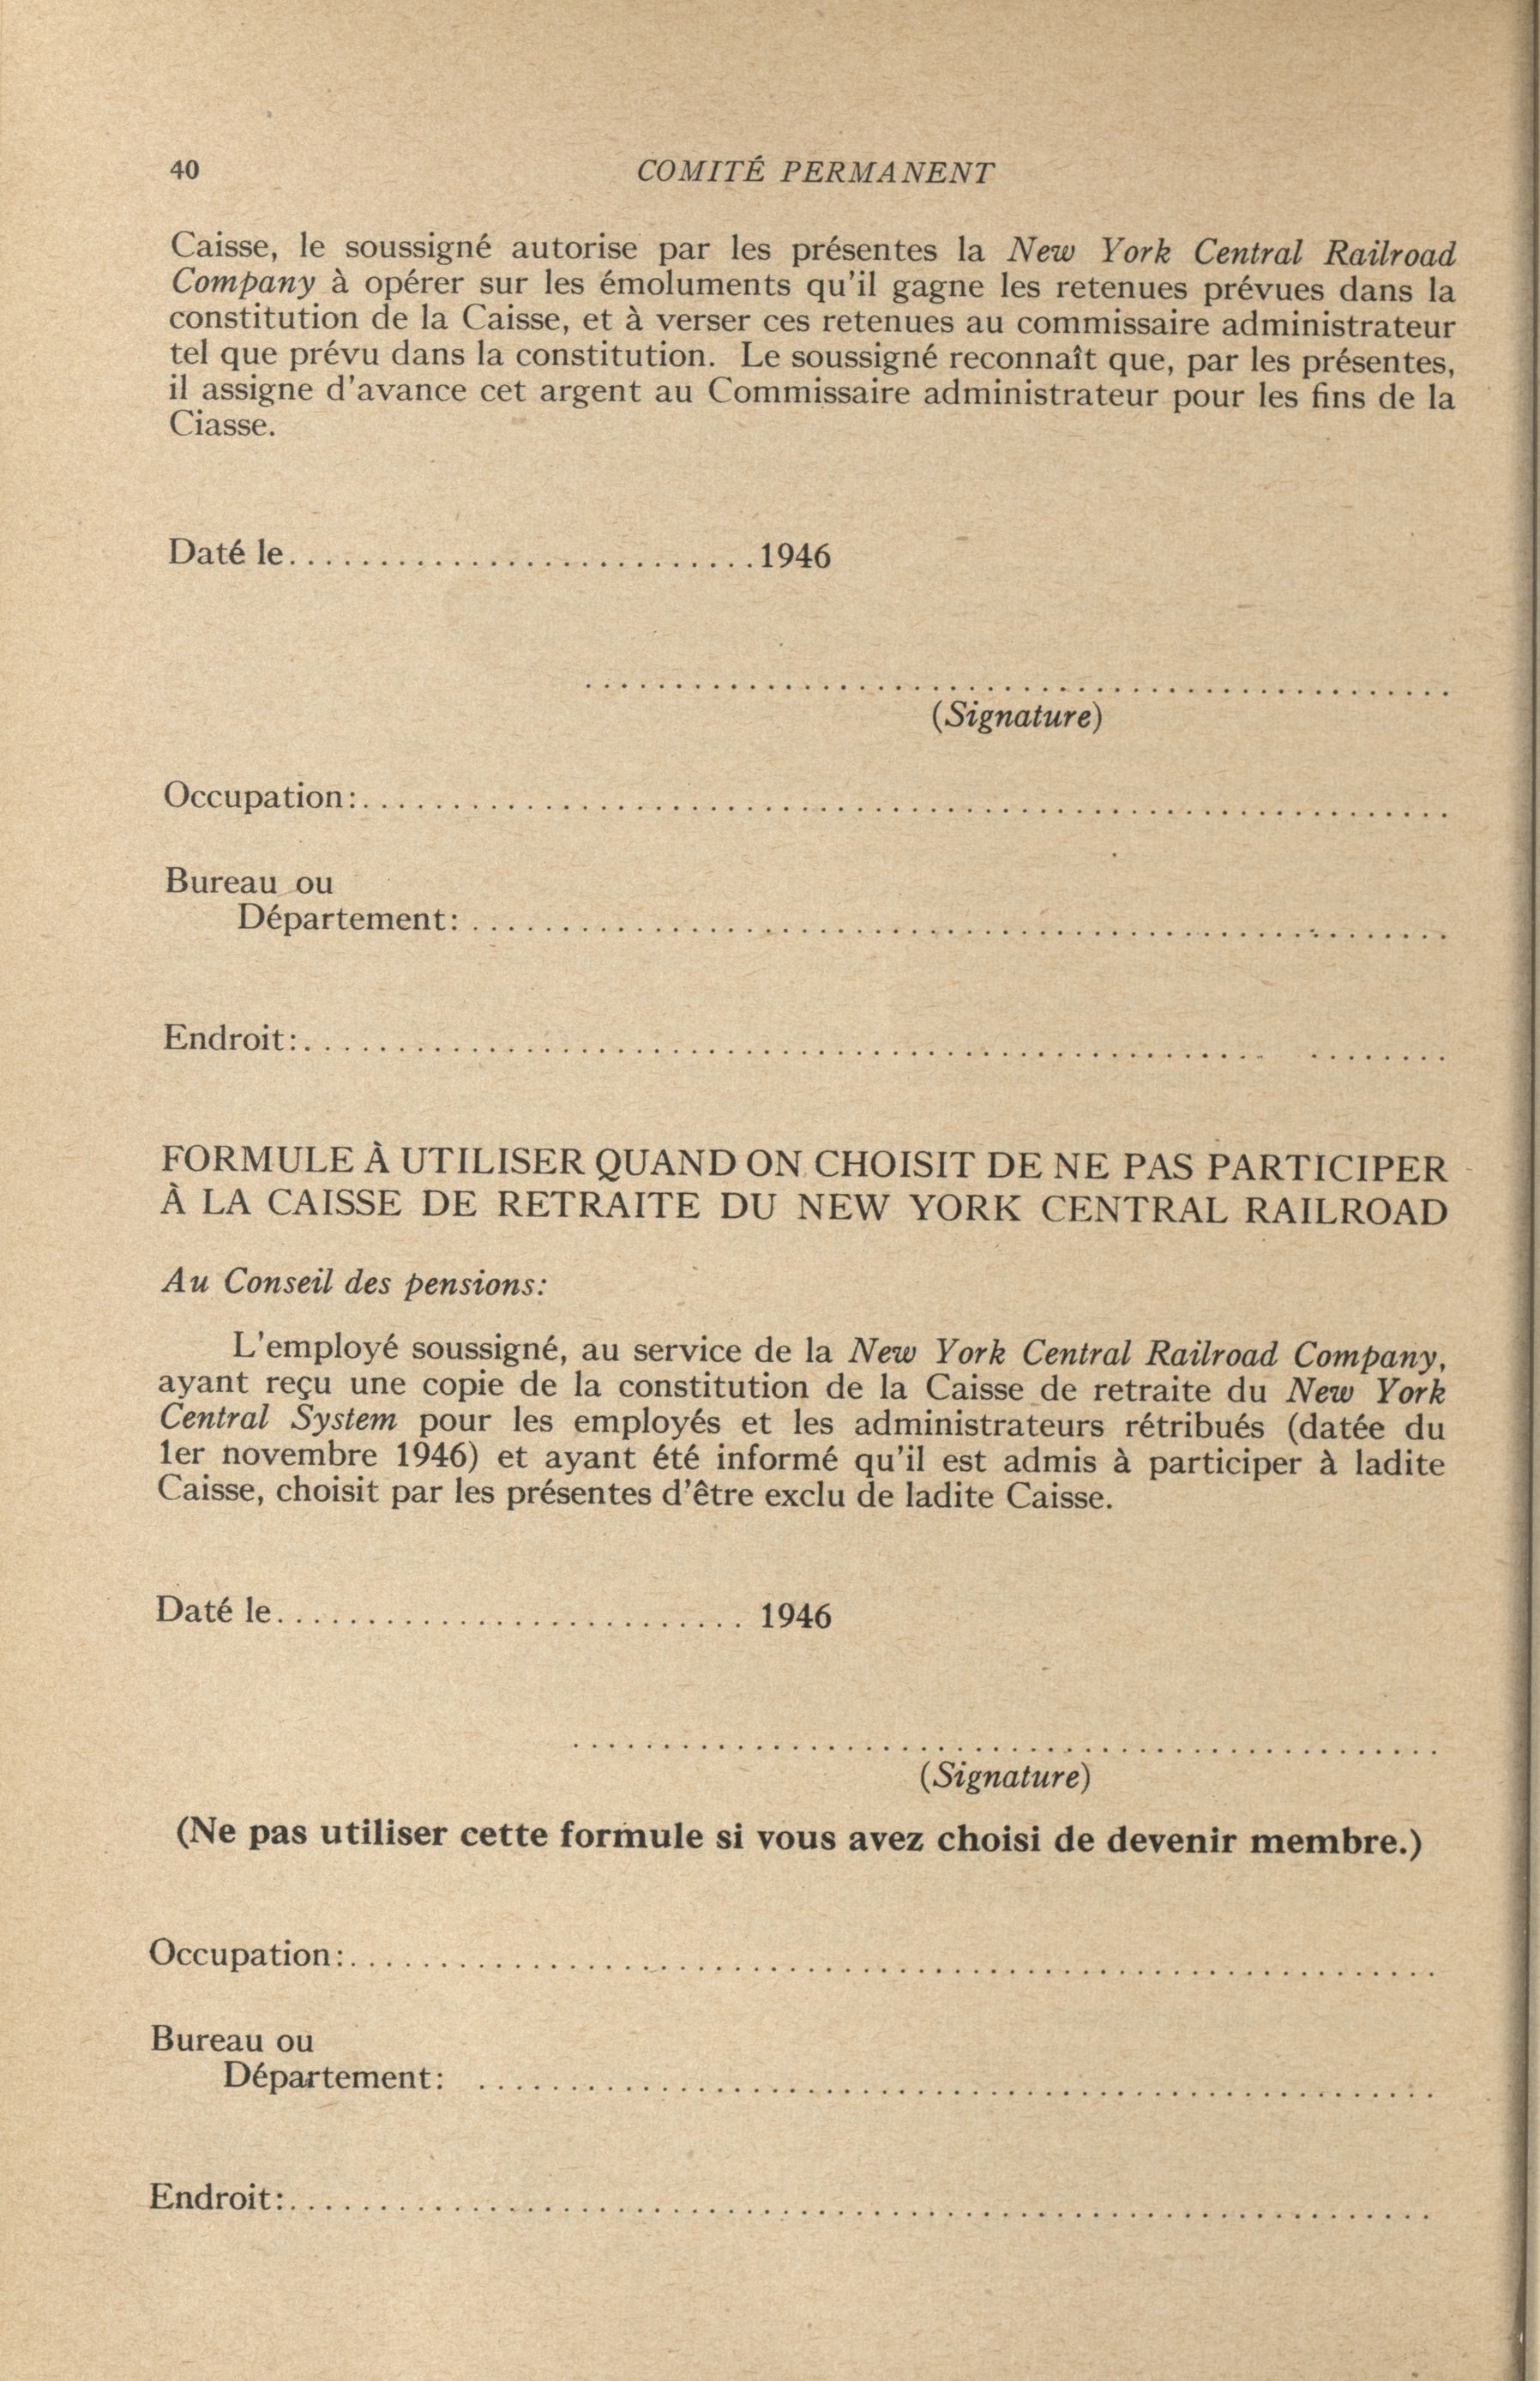 40
COMITÉ PERMANENT
Caisse, le soussigné autorise par les présentes la New York Central Railroad
Company à opérer sur les émoluments qu'il gagne les retenues prévues dans la
constitution de la Caisse, et à verser ces retenues au commissaire administrateur
tel que prévu dans la constitution. Le soussigné reconnaît que, par les présentes,
il assigne d'avance cet argent au Commissaire administrateur pour les fins de la
Ciasse.
Daté le..........................1946
................................................
(Signature)
Occupation:............................................................
Bureau ou
Département:......................................................
Endroit:.................................................... ........
FORMULE À UTILISER QUAND ON CHOISIT DE NE PAS PARTICIPER
À LA CAISSE DE RETRAITE DU NEW YORK CENTRAL RAILROAD
Au Conseil des pensions:
L'employé soussigné, au service de la New York Central Railroad Company,
ayant reçu une copie de la constitution de la Caisse de retraite du New York
Central System pour les employés et les administrateurs rétribués (datée du
1er novembre 1946) et ayant été informé qu'il est admis à participer à ladite
Caisse, choisit par les présentes d'être exclu de ladite Caisse.
Daté le.......................... 1946
................................................
(Signature)
(Ne pas utiliser cette formule si vous avez choisi de devenir membre.)
Occupation:............................................................
Bureau ou
Département: .....................................................
Endroit:...............................................................